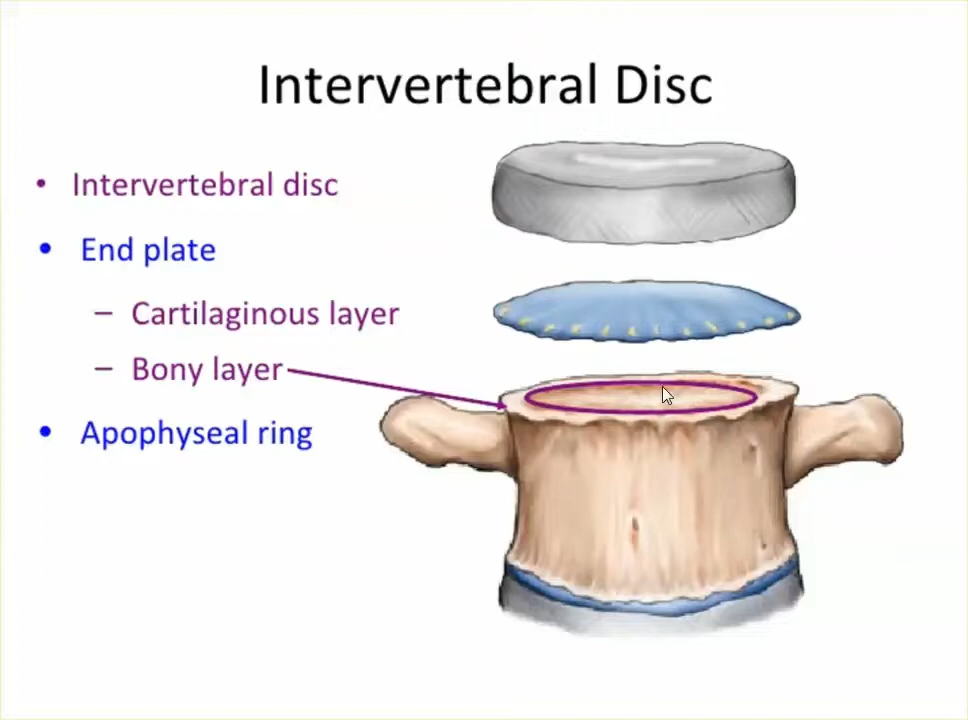 Intervertebral Disc
• Intervertebral disc
• End plate
– Cartilaginous layer
– Bony layer
• Apophyseal ring